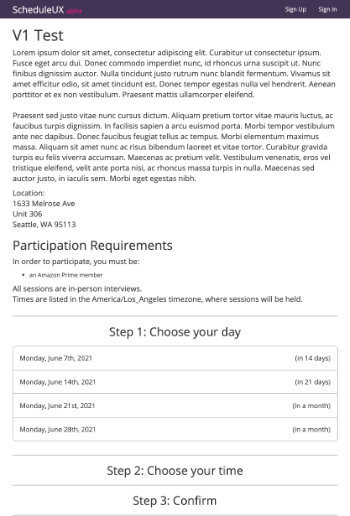 ScheduleUX alpha
Sign Up Sign In
V1 Test
Lorem ipsum dolor sit amet, consectetur adipiscing elit. Curabitur ut consectetur ipsum.
Fusce eget arcu dui. Donec commodo imperdiet nunc, id rhoncus urna suscipit ut. Nunc
finibus dignissim auctor. Nulla tincidunt justo rutrum nunc blandit fermentum. Vivamus sit
amet efficitur odio, sit amet tincidunt est. Donec tempor egestas nulla vel hendrerit. Aenean
porttitor et ex non vestibulum. Praesent mattis ullamcorper eleifend.
Praesent sed justo vitae nunc cursus dictum. Aliquam pretium tortor vitae mauris luctus, ac
faucibus turpis dignissim. In facilisis sapien a arcu euismod porta. Morbi tempor vestibulum
ante nec dapibus. Donec faucibus feugiat tellus ac tempus. Morbi elementum maximus
massa. Aliquam sit amet nunc ac risus bibendum laoreet et vitae tortor. Curabitur gravida
turpis eu felis viverra accumsan. Maecenas ac pretium velit. Vestibulum venenatis, eros vel
tristique eleifend, velit ante porta nisi, ac rhoncus massa turpis in nulla. Maecenas sed
auctor justo, in iaculis sem. Morbi eget egestas nibh.
Location:
1633 Melrose Ave
Unit 306
Seattle, WA 95113
Participation Requirements
In order to participate, you must be:
• an Amazon Prime member
All sessions are in-person interviews.
Times are listed in the America/Los_Angeles timezone, where sessions will be held.
Step 1: Choose your day
Monday, June 7th, 2021 (in 14 days)
Monday, June 14th, 2021 (in 21 days)
Monday, June 21st, 2021 (in a month)
Monday, June 28th, 2021 (in a month)
Step 2: Choose your time
Step 3: Confirm